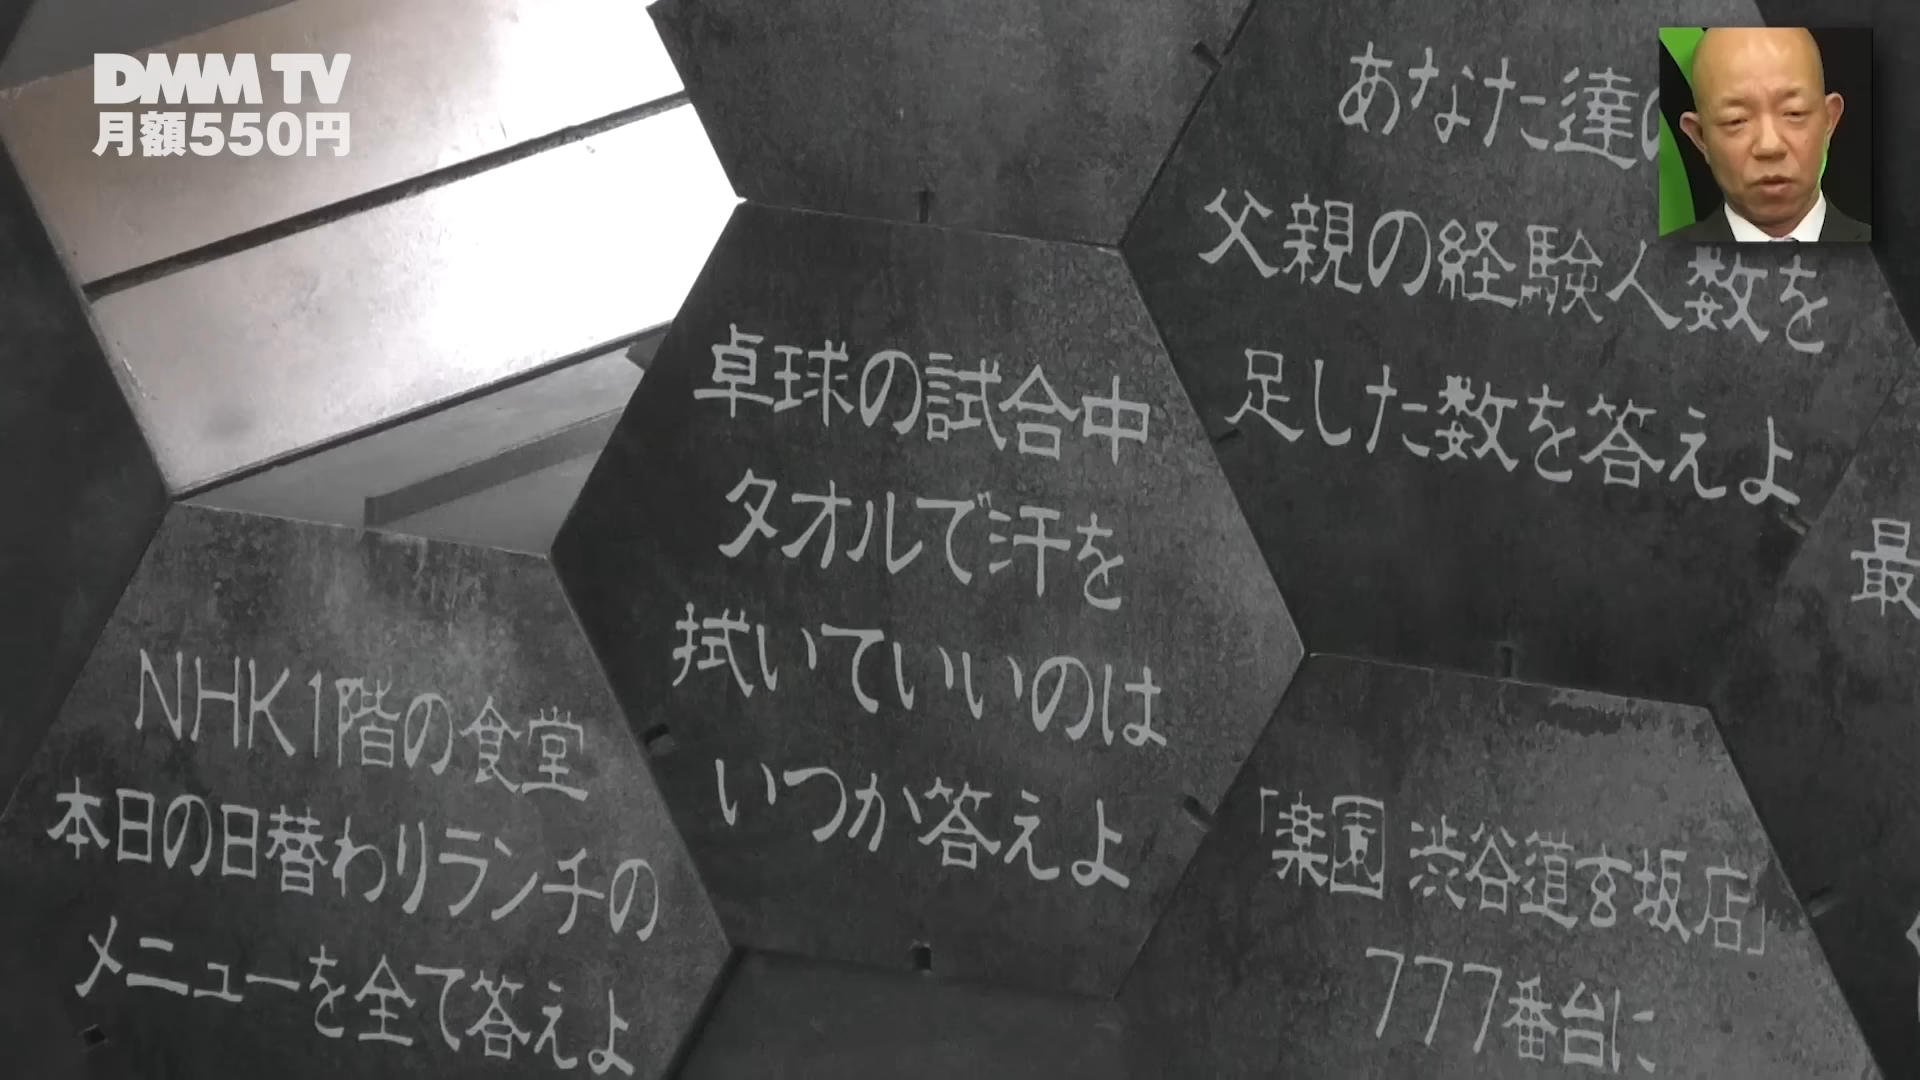 DMM TV
月額550円
あなた達の
父親の経験人数を
足した数を答えよ
卓球の試合中
タオルで汗を
拭いていいのは
いつか答えよ
最
NHK1階の食堂
本日の日替わりランチの
メニューを全て答えよ
「楽園 渋谷道玄坂店」
777番台に